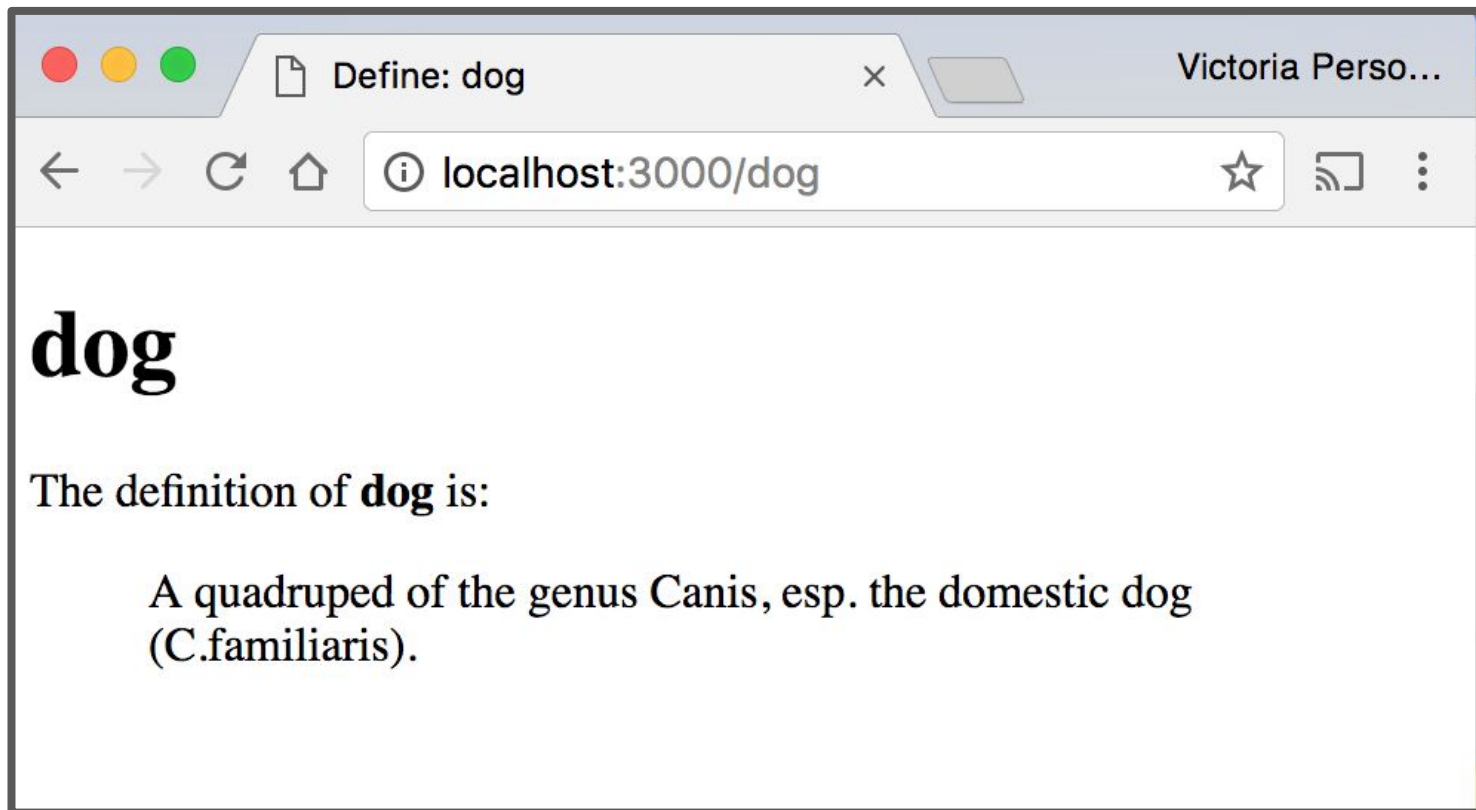 Define: dog
Victoria Perso...
localhost:3000/dog
dog
The definition of dog is:
A quadruped of the genus Canis, esp. the domestic dog
(C.familiaris).